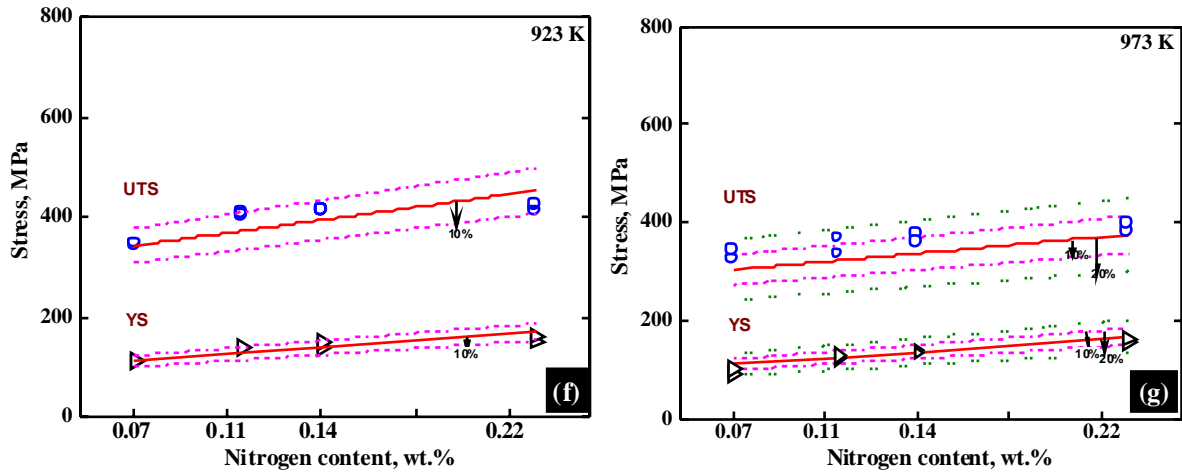 800
923 K
600
400
200
0
Stress, MPa
UTS
10%
YS
10%
(f)
0.07
0.11
0.14
0.22
Nitrogen content, wt.%
800
973 K
600
400
200
0
Stress, MPa
UTS
10%
20%
YS
10%
20%
(g)
0.07
0.11
0.14
0.22
Nitrogen content, wt.%